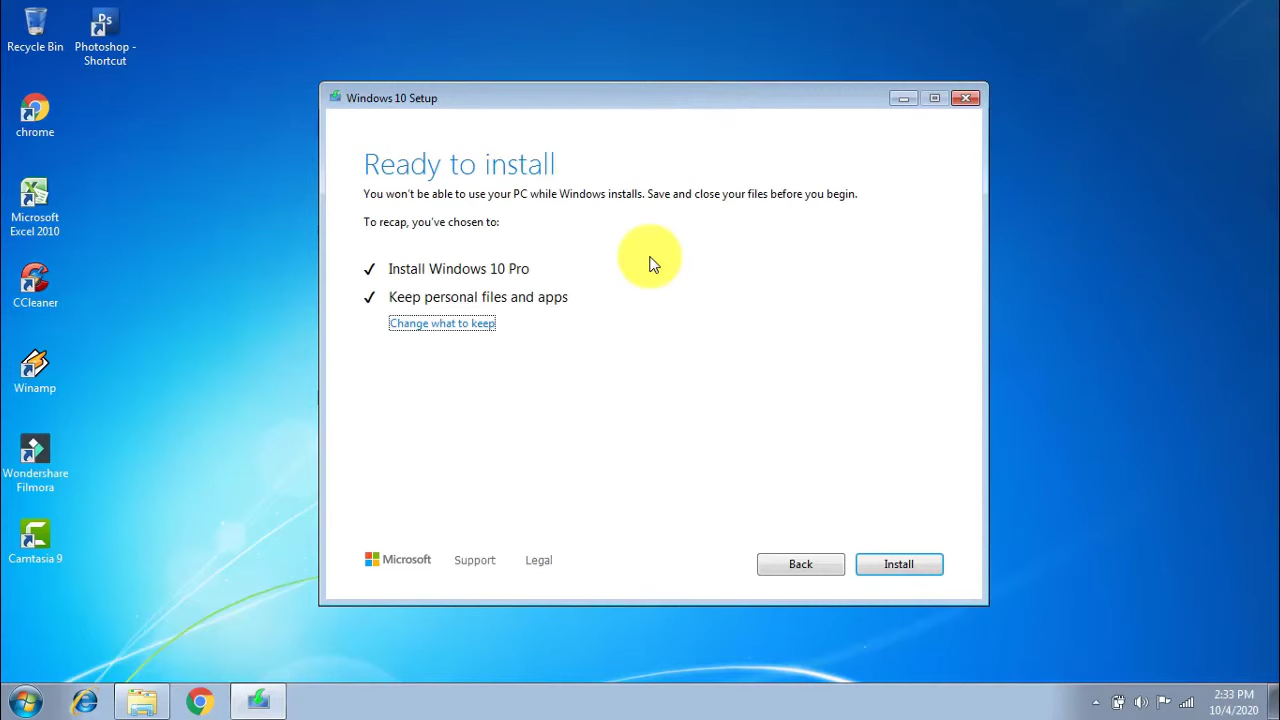 Recycle Bin
Photoshop -
Shortcut
Ps
chrome
Microsoft
Excel 2010
CCleaner
Winamp
Wondershare
Filmora
Camtasia 9
Windows 10 Setup
Ready to install
You won't be able to use your PC while Windows installs. Save and close your files before you begin.
To recap, you've chosen to:
Install Windows 10 Pro
Keep personal files and apps
Change what to keep
Microsoft
Support
Legal
Back
Install
2:33 PM
10/4/2020